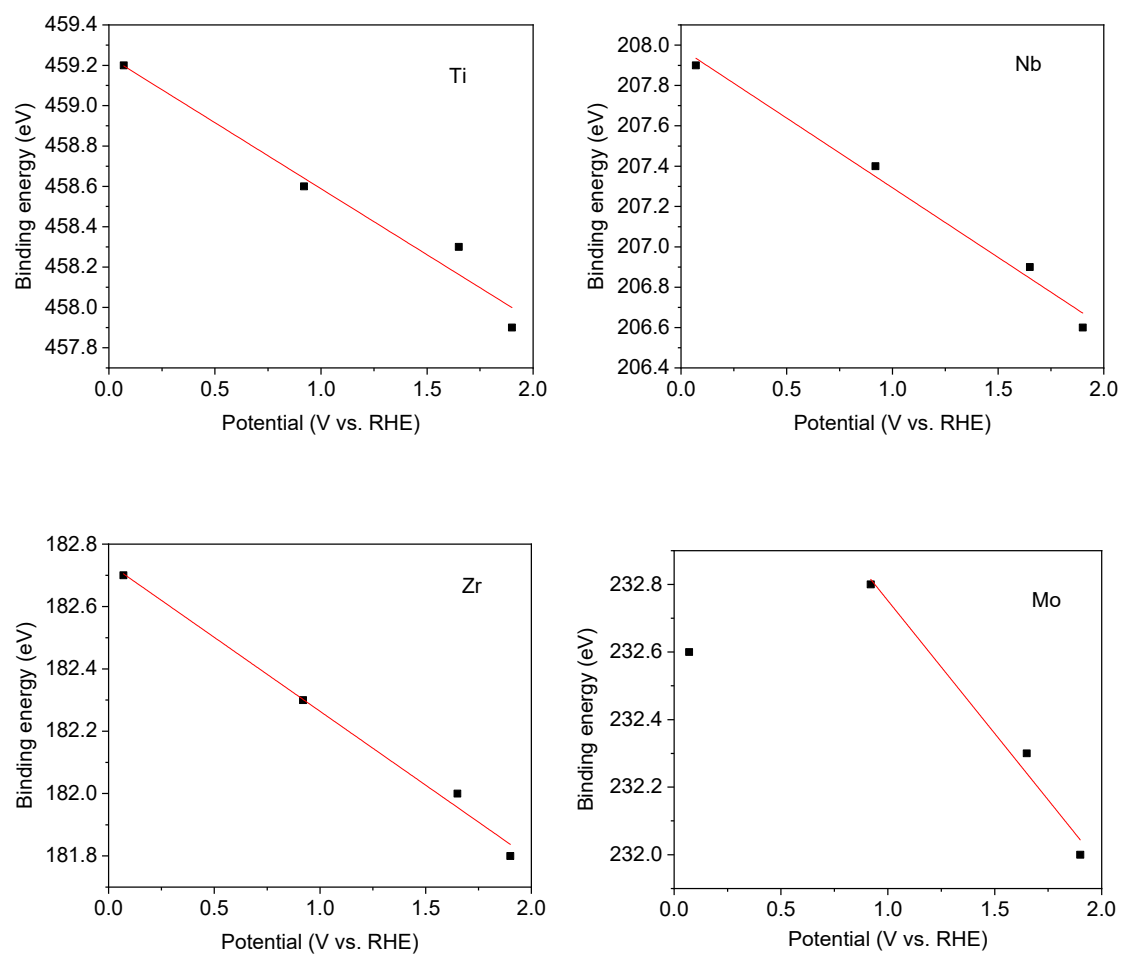 459.4
459.2
459.0
458.8
458.6
458.4
458.2
458.0
457.8
Binding energy (eV)
Ti
0.0 0.5 1.0 1.5 2.0
Potential (V vs. RHE)
208.0
207.8
207.6
207.4
207.2
207.0
206.8
206.6
206.4
Binding energy (eV)
Nb
0.0 0.5 1.0 1.5 2.0
Potential (V vs. RHE)
182.8
182.6
182.4
182.2
182.0
181.8
Binding energy (eV)
Zr
0.0 0.5 1.0 1.5 2.0
Potential (V vs. RHE)
232.8
232.6
232.4
232.2
232.0
Binding energy (eV)
Mo
0.0 0.5 1.0 1.5 2.0
Potential (V vs. RHE)